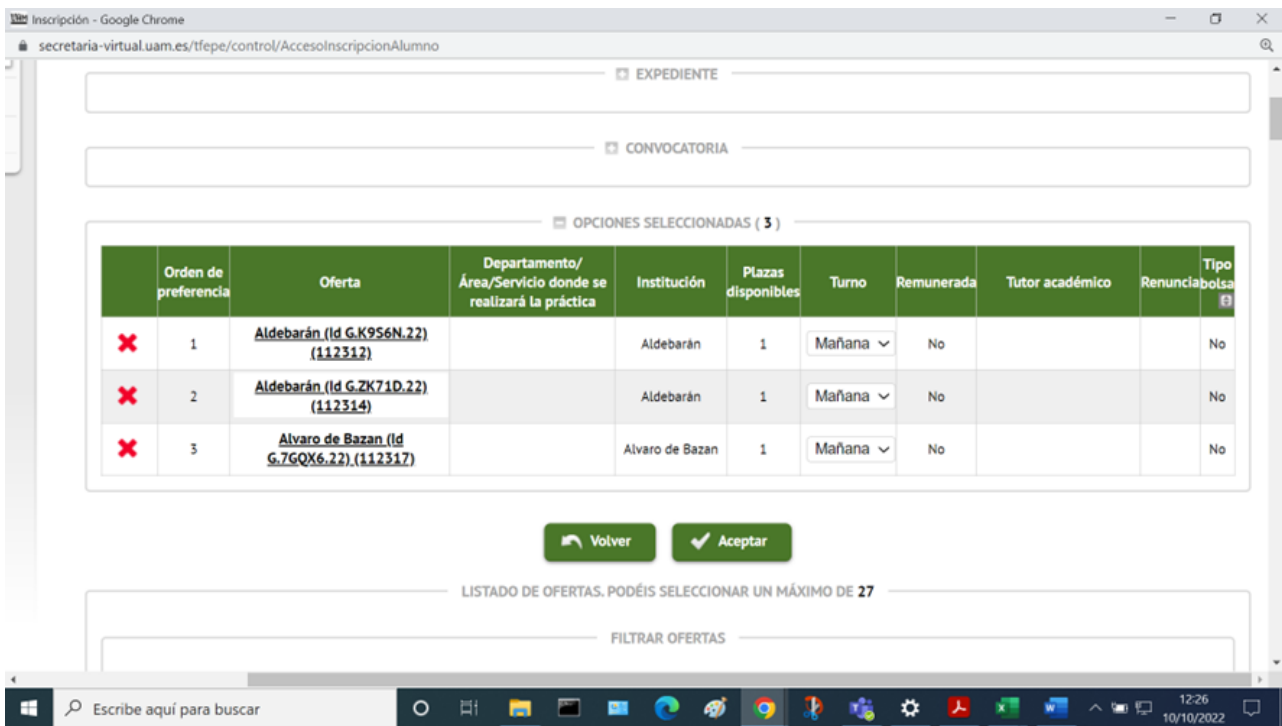 Inscripción - Google Chrome
secretaria-virtual.uam.es/tfepe/control/AccesoInscripcionAlumno
EXPEDIENTE
CONVOCATORIA
OPCIONES SELECCIONADAS ( 3 )
Orden de preferencia
Oferta
Departamento/
Área/Servicio donde se
realizará la práctica
Institución
Plazas
disponibles
Turno
Remunerada
Tutor académico
Renuncia
Tipo
bolsa
1
Aldebarán (Id G.K9S6N.22)
(112312)
Aldebarán
1
Mañana
No
No
2
Aldebarán (Id G.ZK71D.22)
(112314)
Aldebarán
1
Mañana
No
No
3
Alvaro de Bazan (Id
G.7GQX6.22) (112317)
Alvaro de Bazan
1
Mañana
No
No
Volver
Aceptar
LISTADO DE OFERTAS. PODÉIS SELECCIONAR UN MÁXIMO DE 27
FILTRAR OFERTAS
Escribe aquí para buscar
12:26
10/10/2022